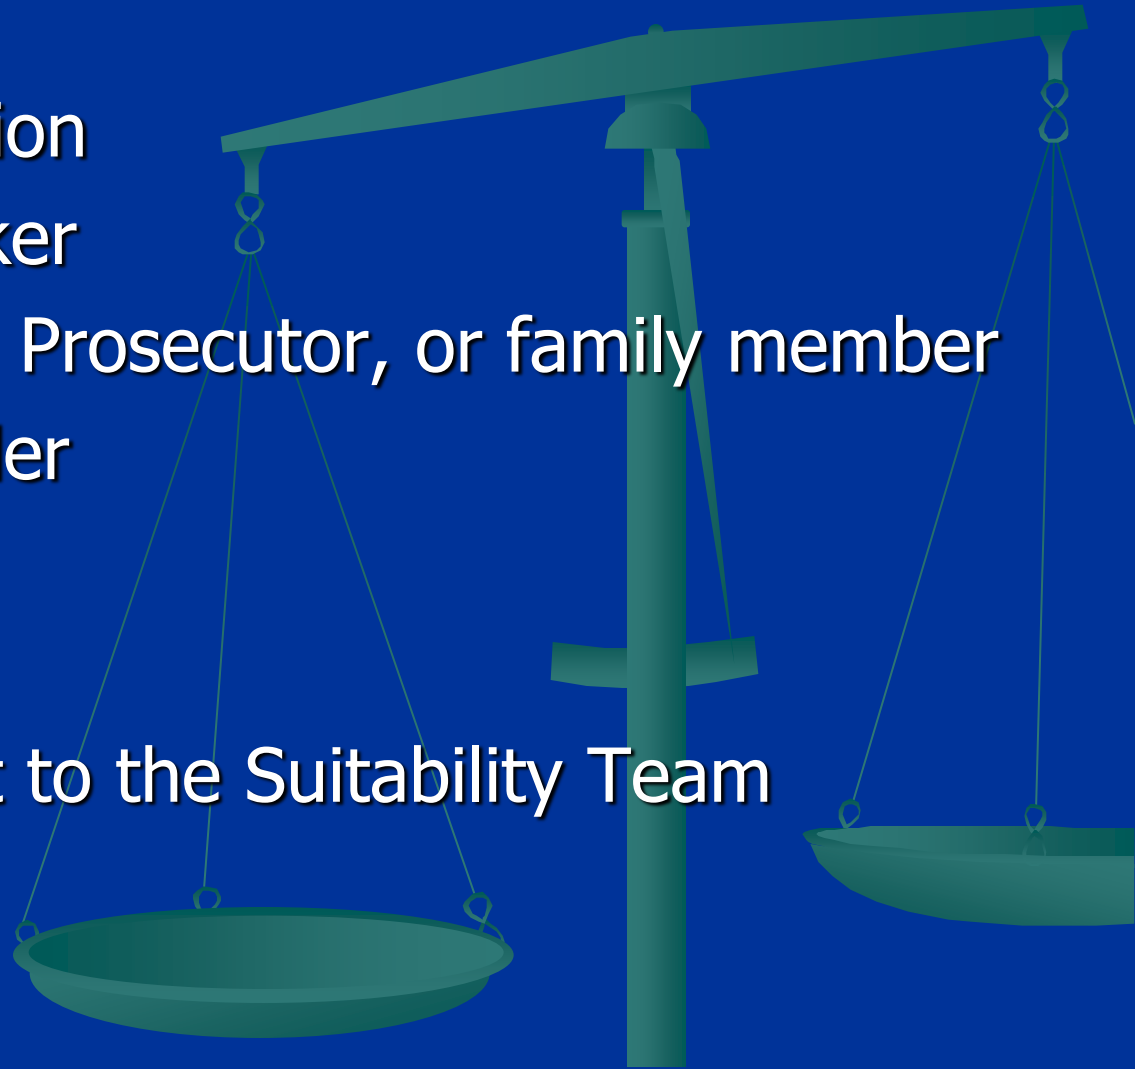 ion
ker
Prosecutor, or family member
ler
t to the Suitability Team